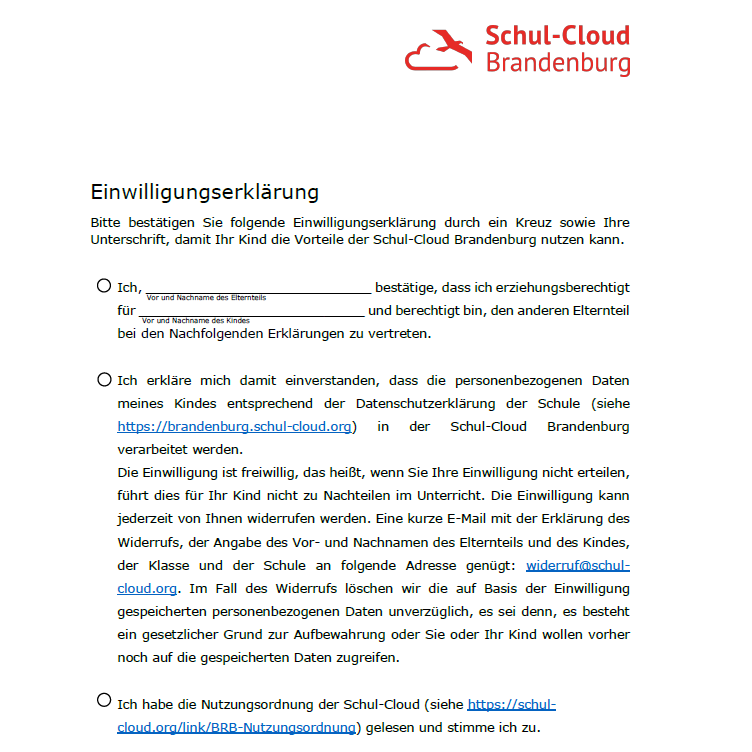 Schul-Cloud
Brandenburg
Einwilligungserklärung
Bitte bestätigen Sie folgende Einwilligungserklärung durch ein Kreuz sowie Ihre
Unterschrift, damit Ihr Kind die Vorteile der Schul-Cloud Brandenburg nutzen kann.
Ich, ____________________________ bestätige, dass ich erziehungsberechtigt
Vor und Nachname des Elternteils
für ____________________________ und berechtigt bin, den anderen Elternteil
Vor und Nachname des Kindes
bei den Nachfolgenden Erklärungen zu vertreten.
Ich erkläre mich damit einverstanden, dass die personenbezogenen Daten
meines Kindes entsprechend der Datenschutzerklärung der Schule (siehe
https://brandenburg.schul-cloud.org) in der Schul-Cloud Brandenburg
verarbeitet werden.
Die Einwilligung ist freiwillig, das heißt, wenn Sie Ihre Einwilligung nicht erteilen,
führt dies für Ihr Kind nicht zu Nachteilen im Unterricht. Die Einwilligung kann
jederzeit von Ihnen widerrufen werden. Eine kurze E-Mail mit der Erklärung des
Widerrufs, der Angabe des Vor- und Nachnamen des Elternteils und des Kindes,
der Klasse und der Schule an folgende Adresse genügt: widerruf@schul-
cloud.org. Im Fall des Widerrufs löschen wir die auf Basis der Einwilligung
gespeicherten personenbezogenen Daten unverzüglich, es sei denn, es besteht
ein gesetzlicher Grund zur Aufbewahrung oder Sie oder Ihr Kind wollen vorher
noch auf die gespeicherten Daten zugreifen.
Ich habe die Nutzungsordnung der Schul-Cloud (siehe https://schul-
cloud.org/link/BRB-Nutzungsordnung) gelesen und stimme ich zu.